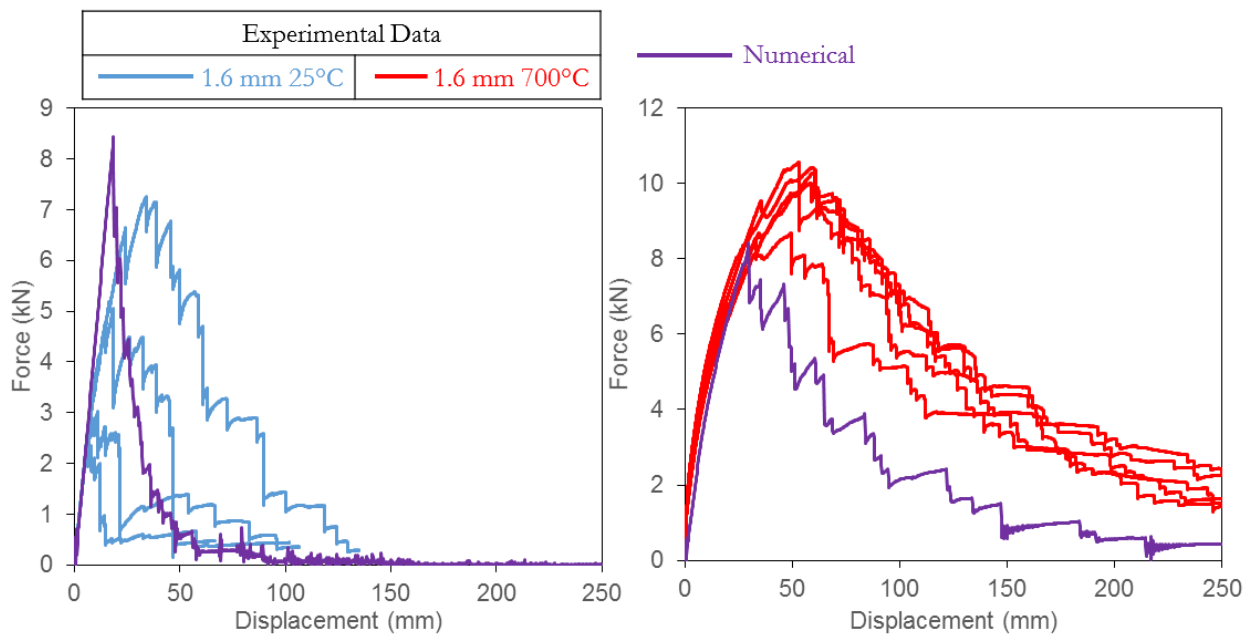 Experimental Data
1.6 mm 25°C
1.6 mm 700°C
Numerical
9
8
7
6
5
4
3
2
1
0
Force (kN)
0 50 100 150 200 250
Displacement (mm)
12
10
8
6
4
2
0
Force (kN)
0 50 100 150 200 250
Displacement (mm)